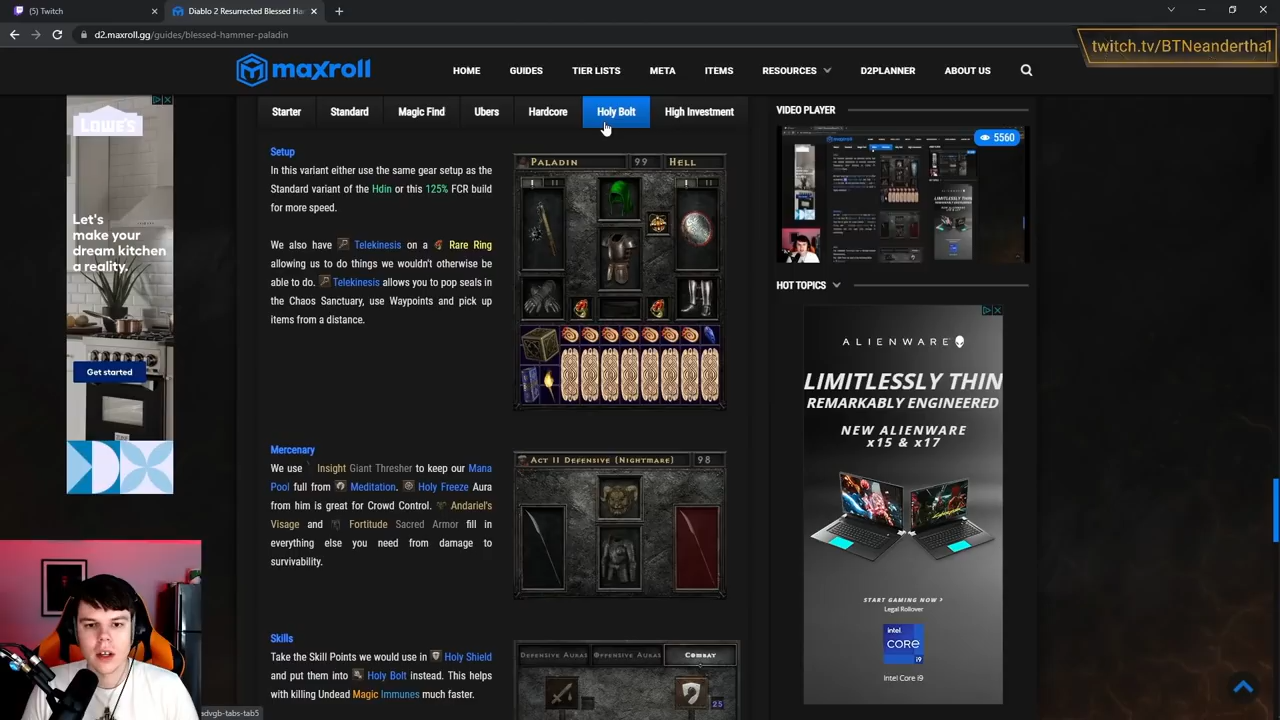 (5) Twitch
Diablo 2 Resurrected Blessed Ha
d2.maxroll.gg/guides/blessed-hammer-paladin
twitch.tv/BTNeanderthal
maxroll
HOME
GUIDES
TIER LISTS
META
ITEMS
RESOURCES
D2PLANNER
ABOUT US
Starter
Standard
Magic Find
Ubers
Hardcore
Holy Bolt
High Investment
Setup
In this variant either use the same gear setup as the
Standard variant of the Hdin or this 125% FCR build
for more speed.
We also have Telekinesis on a Rare Ring
allowing us to do things we wouldn't otherwise be
able to do. Telekinesis allows you to pop seals in
the Chaos Sanctuary, use Waypoints and pick up
items from a distance.
PALADIN 99 HELL
Mercenary
We use Insight Giant Thresher to keep our Mana
Pool full from Meditation. Holy Freeze Aura
from him is great for Crowd Control. Andariel's
Visage and Fortitude Sacred Armor fill in
everything else you need from damage to
survivability.
ACT II DEFENSIVE (NIGHTMARE) 98
Skills
Take the Skill Points we would use in Holy Shield
and put them into Holy Bolt Instead. This helps
with killing Undead Magic Immunes much faster.
DEFENSIVE AURAS
OFFENSIVE AURAS
COMBAT
25
VIDEO PLAYER
5560
HOT TOPICS
LOWE'S
Let's
make your
dream kitchen
a reality.
Get started
ALIENWARE
LIMITLESSLY THIN
REMARKABLY ENGINEERED
NEW ALIENWARE
x15 & x17
START GAMING NOW >
Legal Rollover
intel
CORE
i9
Intel Core i9
advgb-tabs-tab5